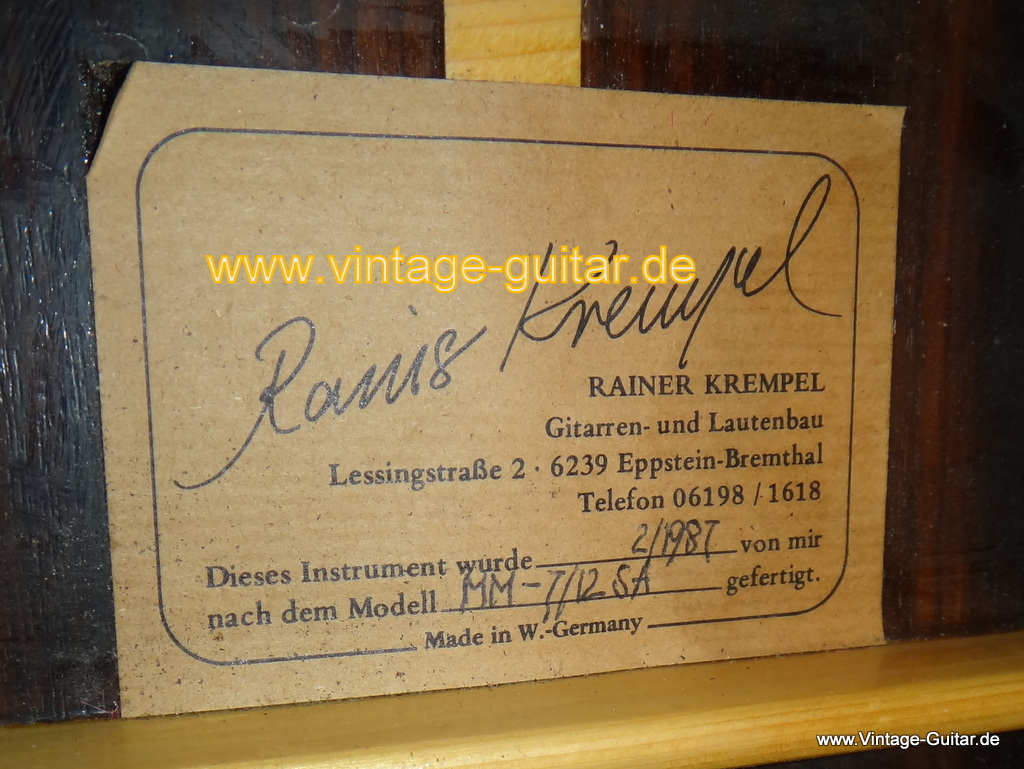 www.vintage-guitar.de
Rainer Krempel
RAINER KREMPEL
Gitarren- und Lautenbau
Lessingstraße 2 · 6239 Eppstein-Bremthal
Telefon 06198 / 1618
Dieses Instrument wurde 2/1987 von mir
nach dem Modell MM-7/12 SA gefertigt.
Made in W.-Germany
www.Vintage-Guitar.de